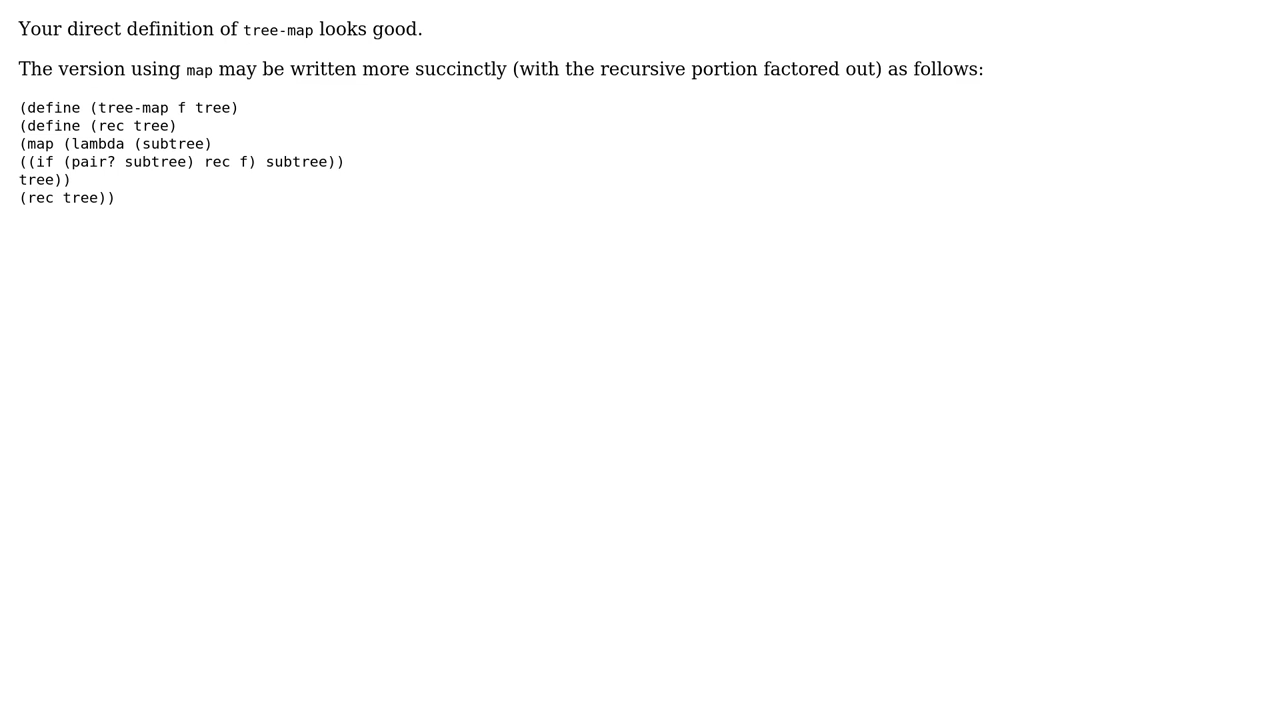 Your direct definition of tree-map looks good.
The version using map may be written more succinctly (with the recursive portion factored out) as follows:
(define (tree-map f tree)
(define (rec tree)
(map (lambda (subtree)
((if (pair? subtree) rec f) subtree))
tree))
(rec tree))